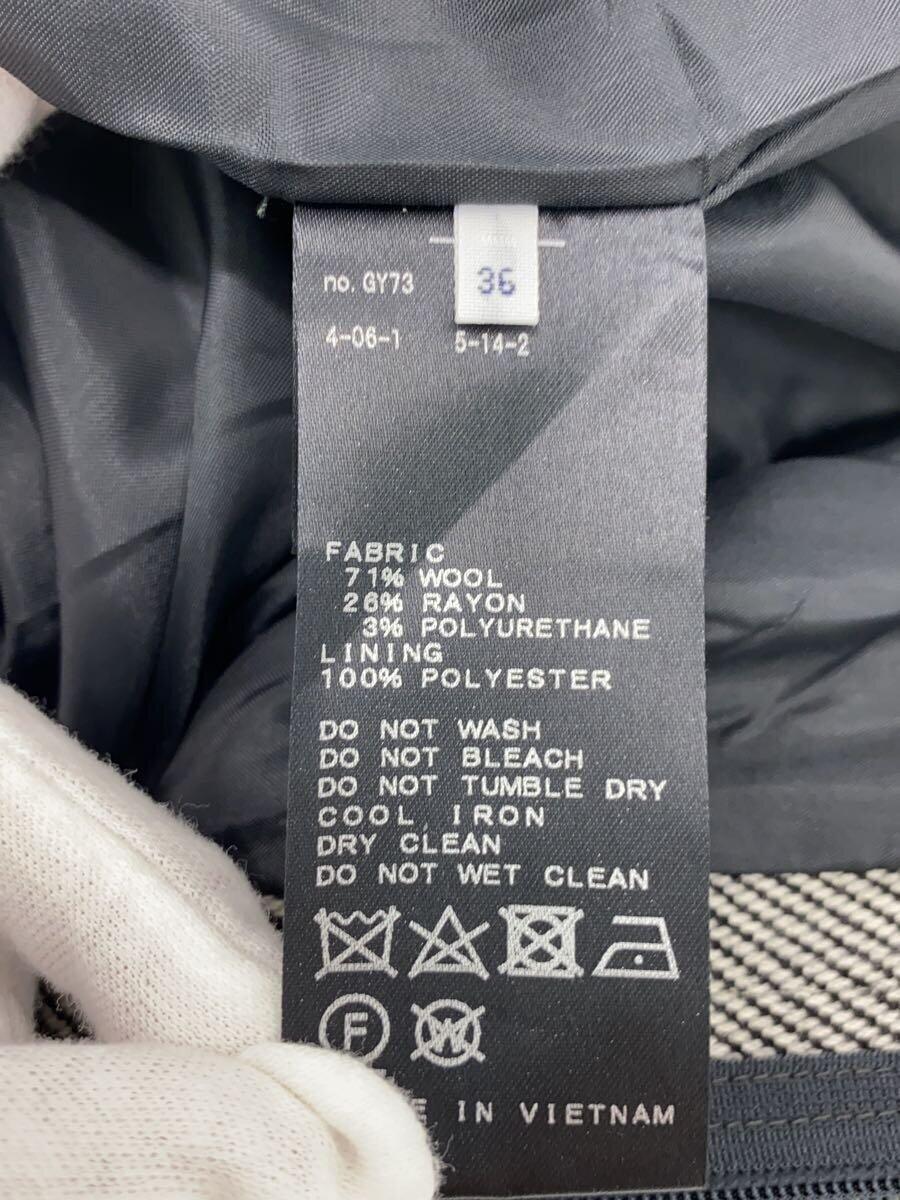 no. GY73
36
4-06-1 5-14-2
FABRIC
71% WOOL
26% RAYON
3% POLYURETHANE
LINING
100% POLYESTER
DO NOT WASH
DO NOT BLEACH
DO NOT TUMBLE DRY
COOL IRON
DRY CLEAN
DO NOT WET CLEAN
F W
IN VIETNAM